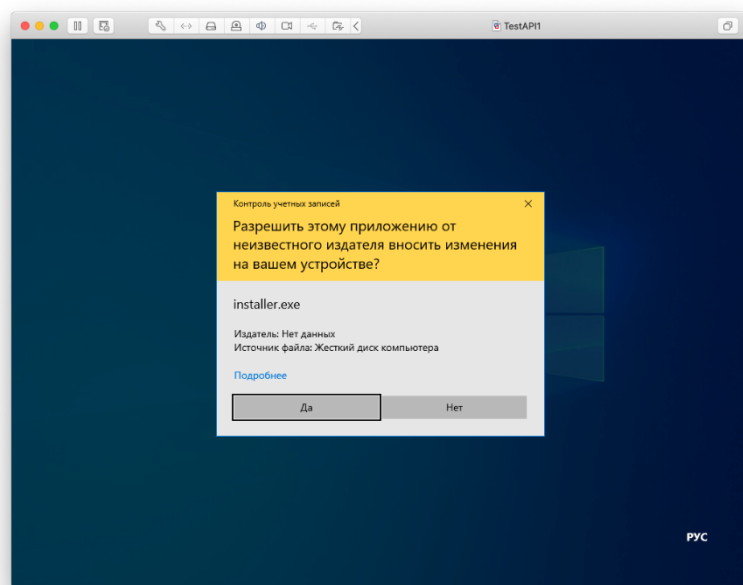 TestAPI1
Контроль учетных записей
Разрешить этому приложению от
неизвестного издателя вносить изменения
на вашем устройстве?
installer.exe
Издатель: Нет данных
Источник файла: Жесткий диск компьютера
Подробнее
Да Нет
РУС